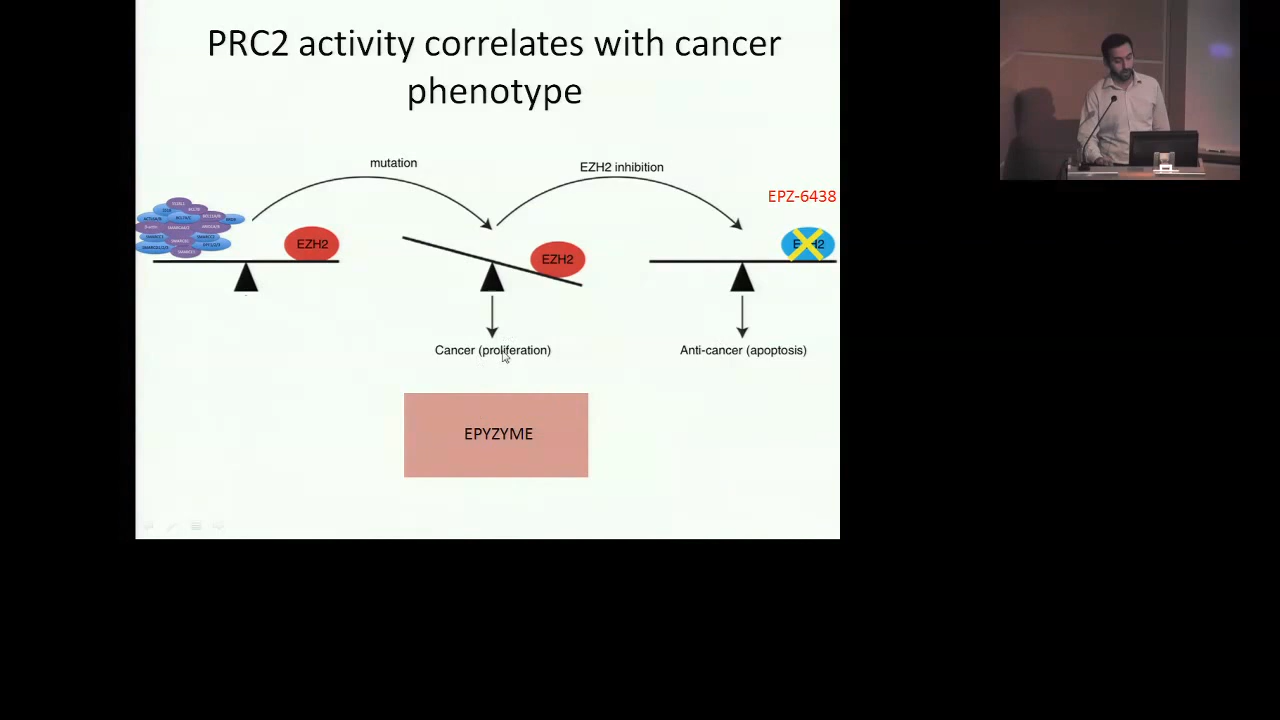 PRC2 activity correlates with cancer
phenotype
mutation
EZH2 inhibition
EPZ-6438
EZH2
EZH2
EZH2
Cancer (proliferation)
Anti-cancer (apoptosis)
EPYZYME